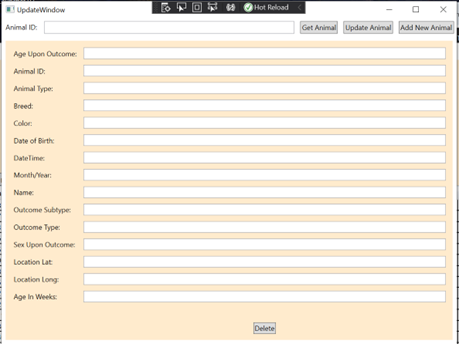 UpdateWindow
Hot Reload
Animal ID:
Get Animal
Update Animal
Add New Animal
Age Upon Outcome:
Animal ID:
Animal Type:
Breed:
Color:
Date of Birth:
DateTime:
Month/Year:
Name:
Outcome Subtype:
Outcome Type:
Sex Upon Outcome:
Location Lat:
Location Long:
Age In Weeks:
Delete